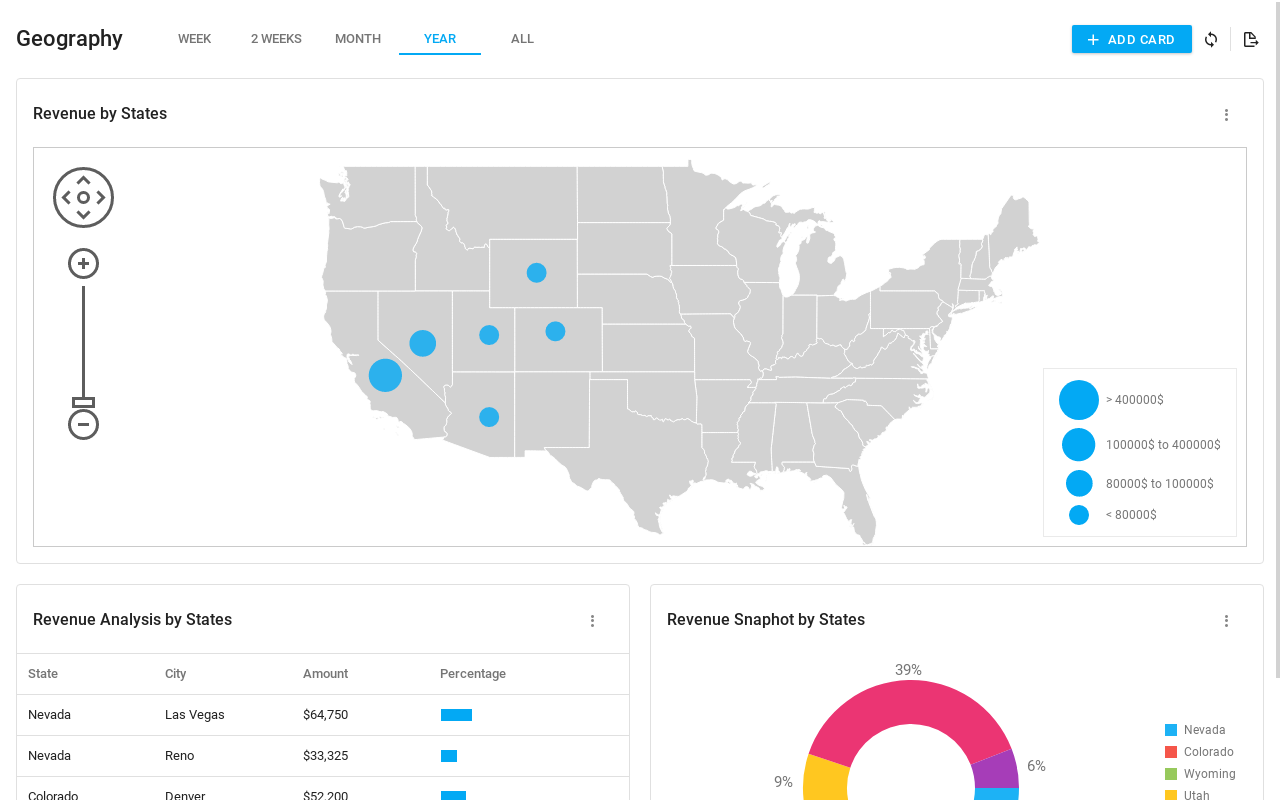 Geography
WEEK
2 WEEKS
MONTH
YEAR
ALL
ADD CARD
Revenue by States
> 400000$
100000$ to 400000$
80000$ to 100000$
< 80000$
Revenue Analysis by States
State City Amount Percentage
Nevada Las Vegas $64,750
Nevada Reno $33,325
Colorado Denver $52,200
Revenue Snaphot by States
39%
6%
9%
Nevada
Colorado
Wyoming
Utah